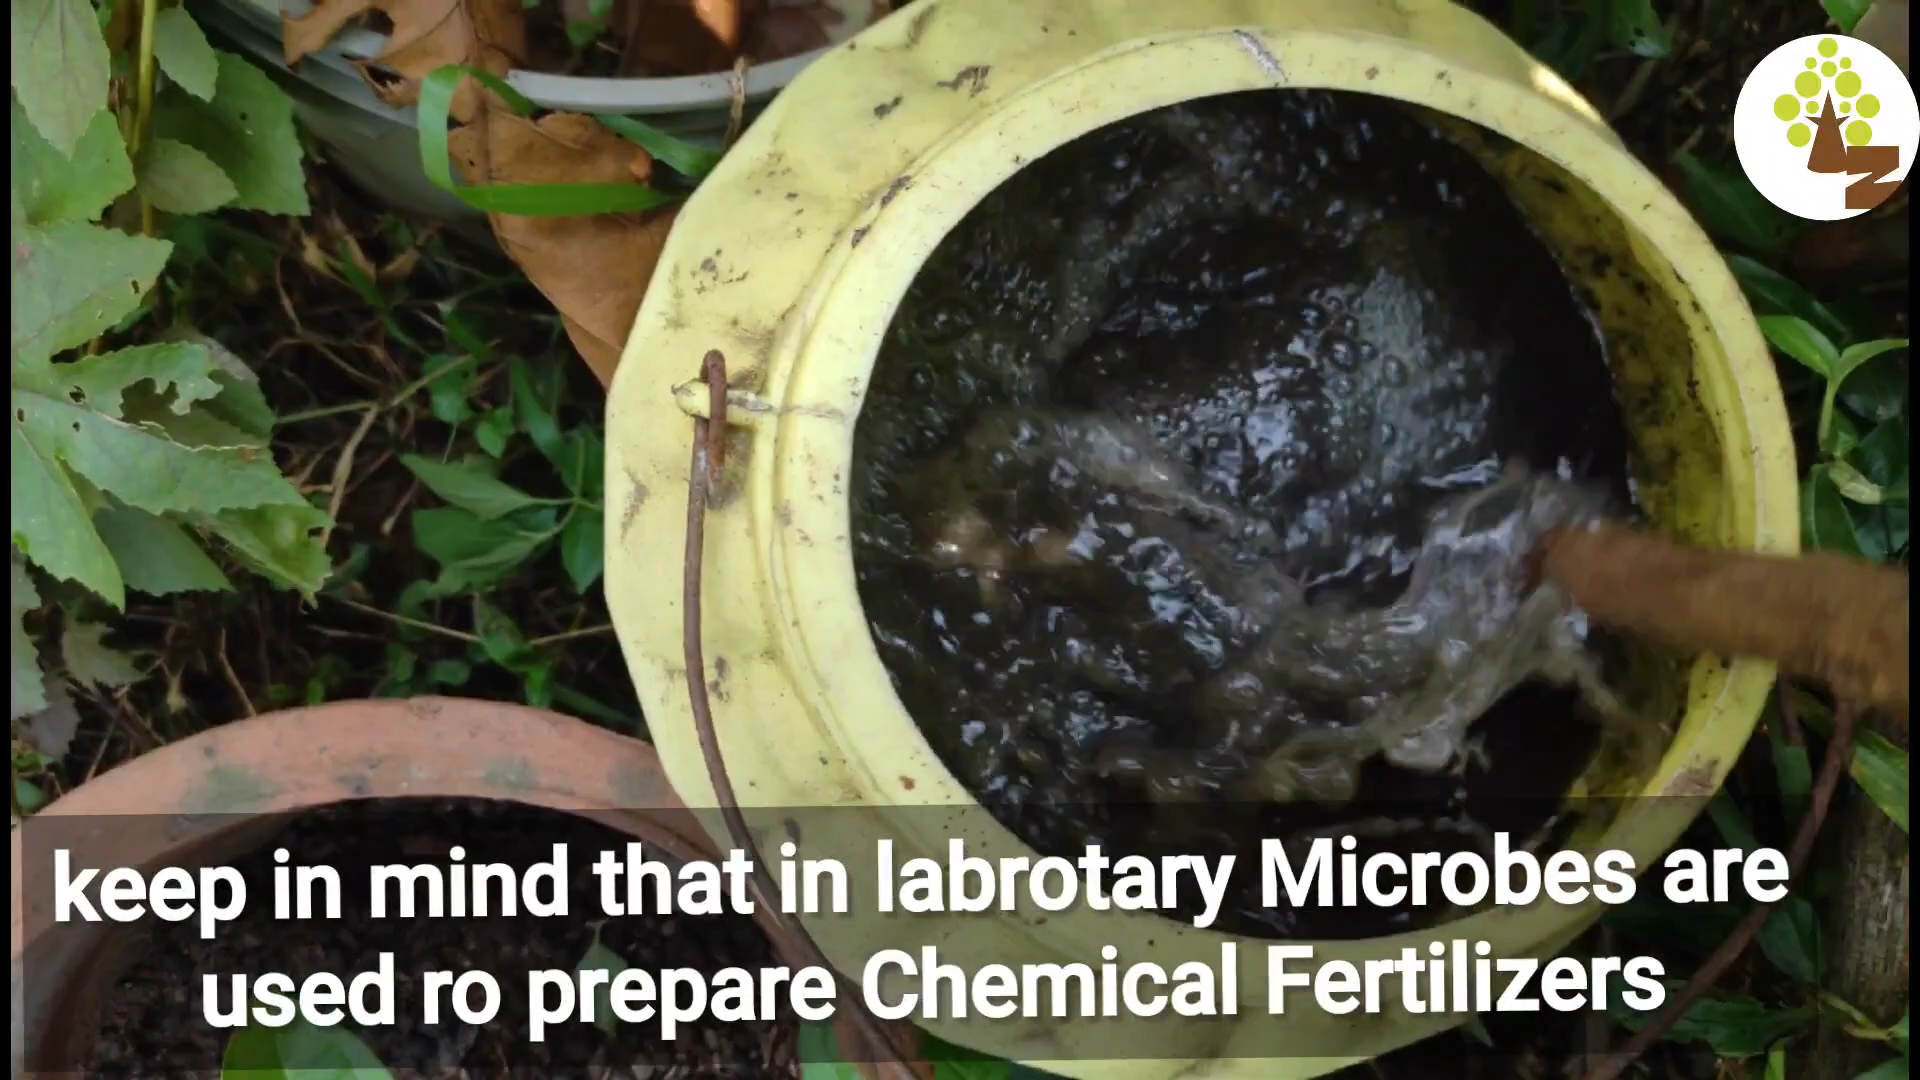 keep in mind that in labrotary Microbes are
used ro prepare Chemical Fertilizers